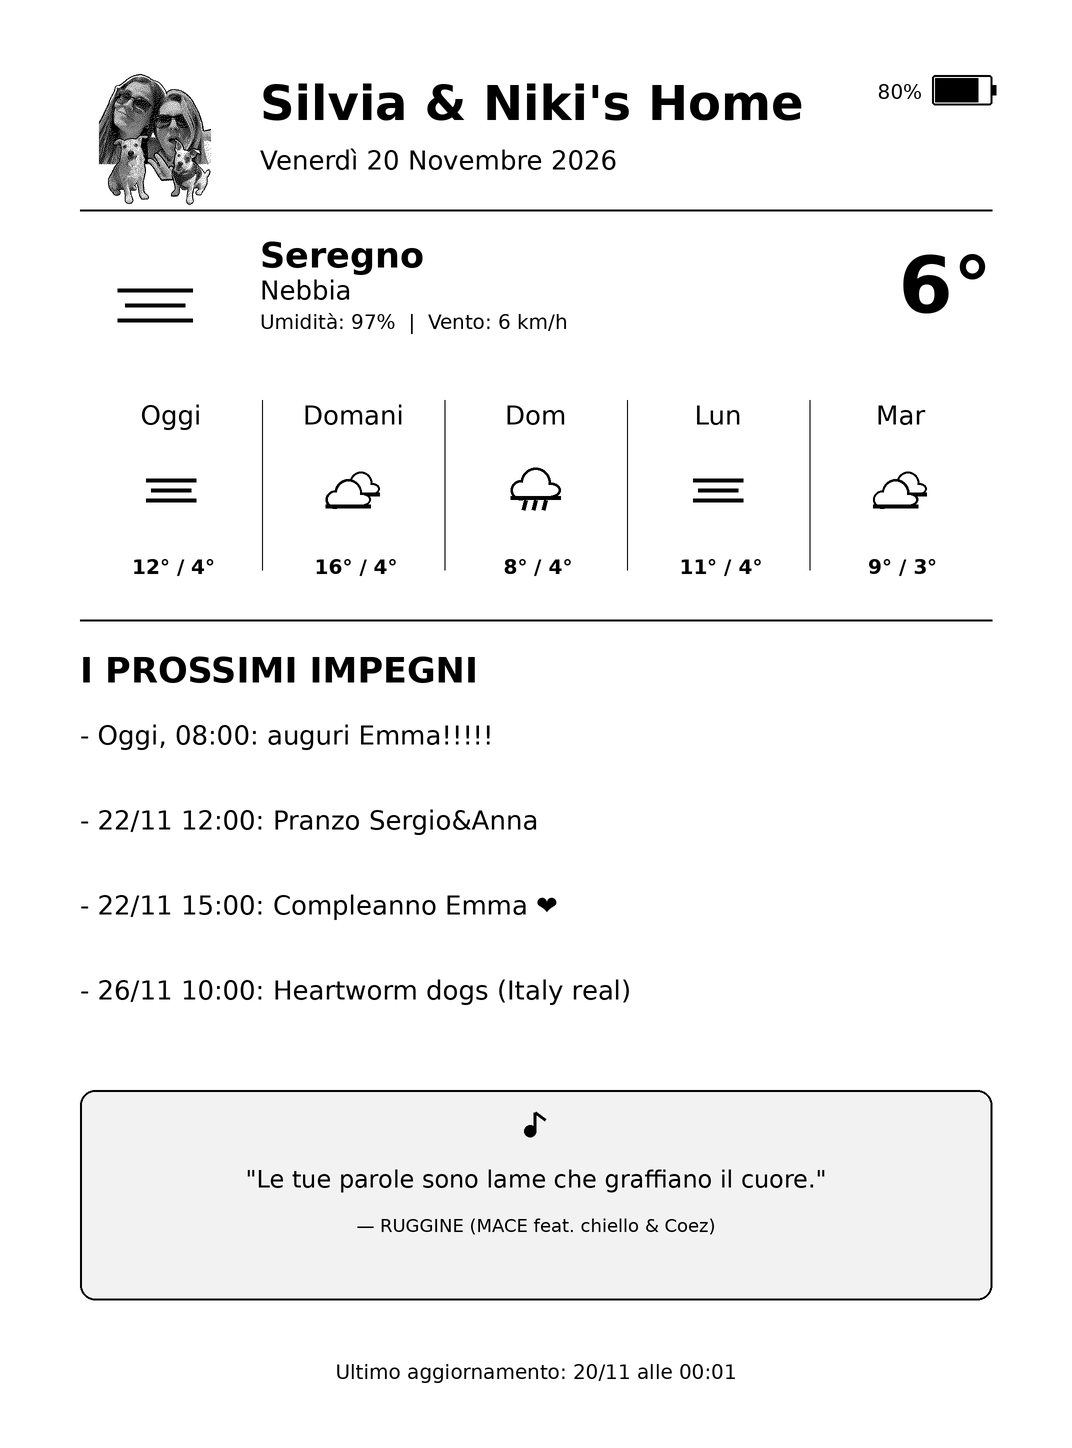 Silvia & Niki's Home
80%
Venerdì 20 Novembre 2026
Seregno
Nebbia
Umidità: 97% | Vento: 6 km/h
6°
Oggi Domani Dom Lun Mar
12° / 4° 16° / 4° 8° / 4° 11° / 4° 9° / 3°
I PROSSIMI IMPEGNI
- Oggi, 08:00: auguri Emma!!!!!
- 22/11 12:00: Pranzo Sergio&Anna
- 22/11 15:00: Compleanno Emma ❤
- 26/11 10:00: Heartworm dogs (Italy real)
"Le tue parole sono lame che graffiano il cuore."
— RUGGINE (MACE feat. chiello & Coez)
Ultimo aggiornamento: 20/11 alle 00:01